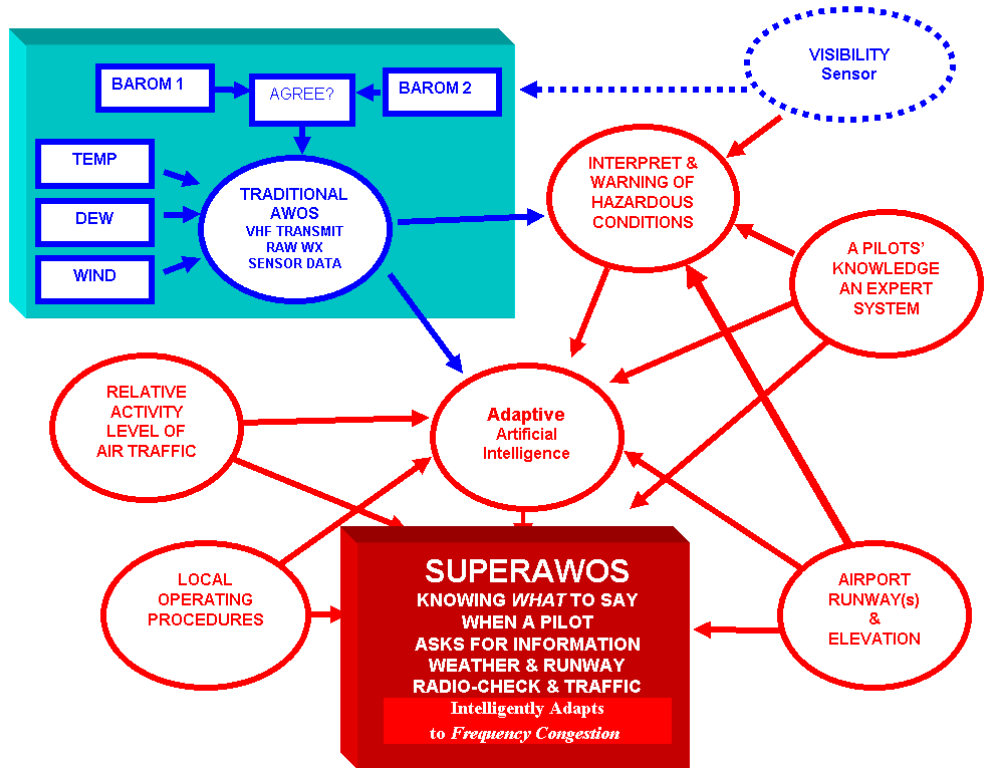 BAROM 1
AGREE?
BAROM 2
VISIBILITY
Sensor
TEMP
DEW
WIND
TRADITIONAL
AWOS
VHF TRANSMIT
RAW WX
SENSOR DATA
INTERPRET &
WARNING OF
HAZARDOUS
CONDITIONS
A PILOTS'
KNOWLEDGE
AN EXPERT
SYSTEM
RELATIVE
ACTIVITY
LEVEL OF
AIR TRAFFIC
Adaptive
Artificial
Intelligence
LOCAL
OPERATING
PROCEDURES
AIRPORT
RUNWAY(s)
&
ELEVATION
SUPERAWOS
KNOWING WHAT TO SAY
WHEN A PILOT
ASKS FOR INFORMATION
WEATHER & RUNWAY
RADIO-CHECK & TRAFFIC
Intelligently Adapts
to Frequency Congestion